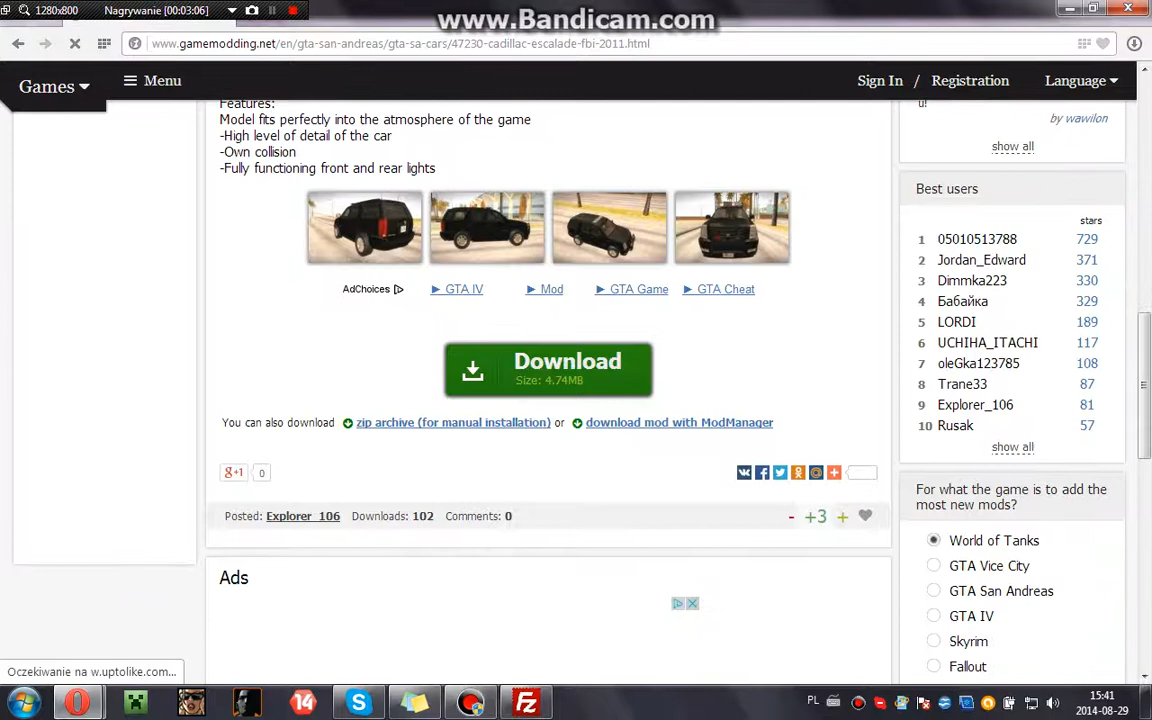 1280x800 Nagrywanie [00:03:06]
www.Bandicam.com
www.gamemodding.net/en/gta-san-andreas/gta-sa-cars/47230-cadillac-escalade-fbi-2011.html
Games Menu Sign In / Registration Language
Features:
Model fits perfectly into the atmosphere of the game
-High level of detail of the car
-Own collision
-Fully functioning front and rear lights
AdChoices GTA IV Mod GTA Game GTA Cheat
Download
Size: 4.74MB
You can also download zip archive (for manual installation) or download mod with ModManager
g+1 0
Posted: Explorer_106 Downloads: 102 Comments: 0 - +3 +
Ads
u!
by wawilon
show all
Best users
stars
1 05010513788 729
2 Jordan_Edward 371
3 Dimmka223 330
4 Бабайка 329
5 LORDI 189
6 UCHIHA_ITACHI 117
7 oleGka123785 108
8 Trane33 87
9 Explorer_106 81
10 Rusak 57
show all
For what the game is to add the
most new mods?
World of Tanks
GTA Vice City
GTA San Andreas
GTA IV
Skyrim
Fallout
Oczekiwanie na w.uptolike.com...
14
PL 15:41
2014-08-29